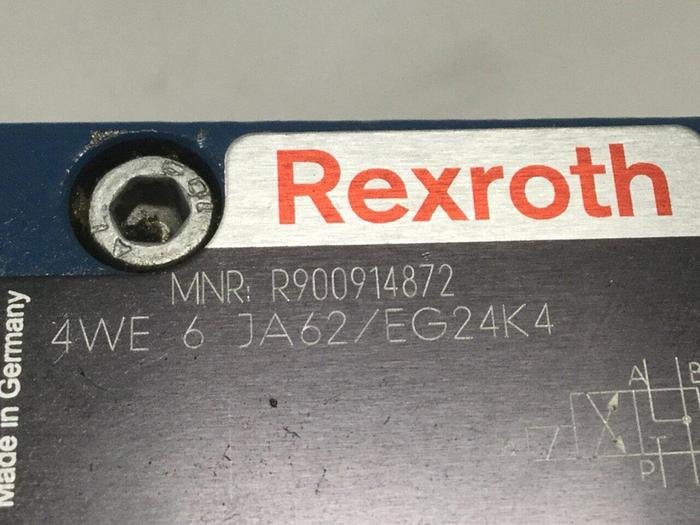 Rexroth
MNR: R900914872
4WE 6 JA62/EG24K4
Made in Germany
A B
P